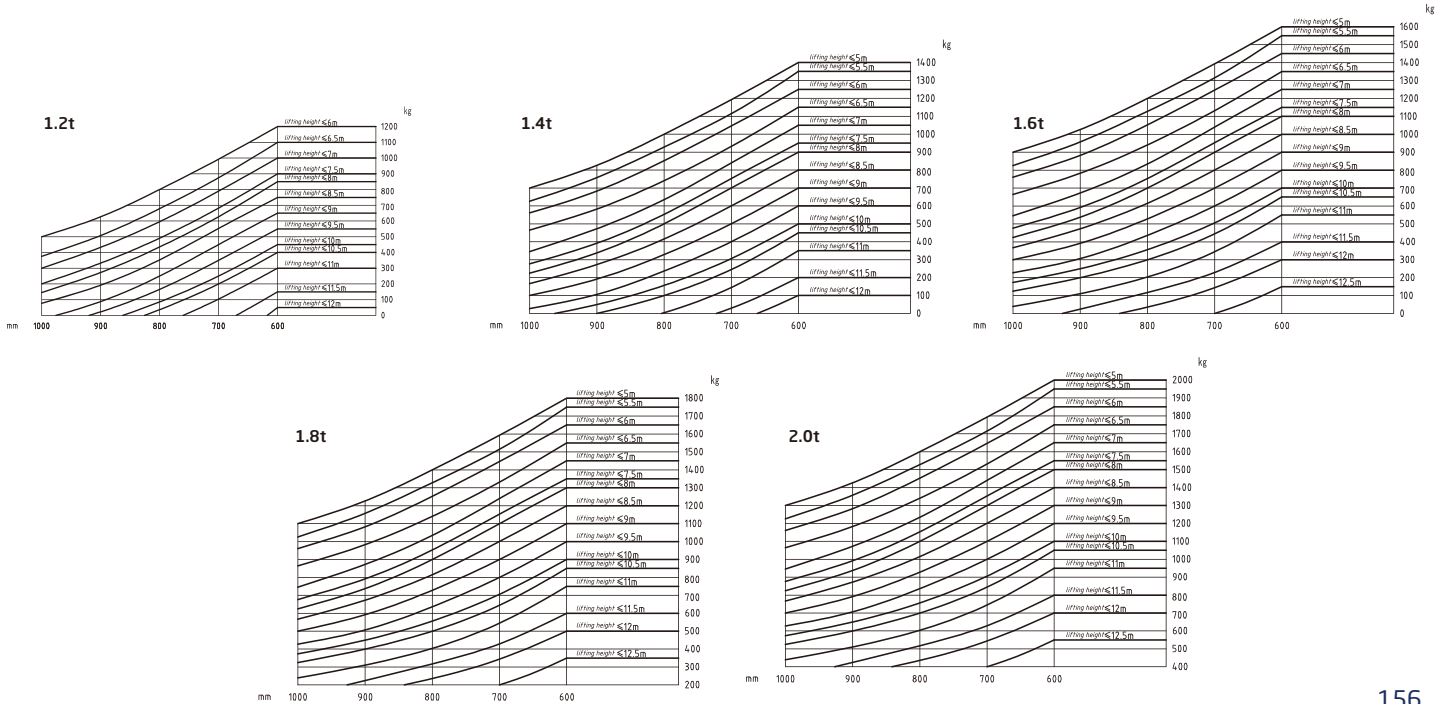 1.2t
kg
lifting height ≤6m 1200
lifting height ≤6.5m 1100
lifting height ≤7m 1000
lifting height ≤7.5m 900
lifting height ≤8m
800
lifting height ≤8.5m
700
lifting height ≤9m
600
lifting height ≤9.5m
500
lifting height ≤10m
lifting height ≤10.5m 400
lifting height ≤11m 300
200
lifting height ≤11.5m
100
lifting height ≤12m
0
mm 1000 900 800 700 600
1.4t
kg
lifting height ≤5m 1400
lifting height ≤5.5m
1300
lifting height ≤6m
1200
lifting height ≤6.5m
1100
lifting height ≤7m
1000
lifting height ≤7.5m
lifting height ≤8m 900
lifting height ≤8.5m 800
lifting height ≤9m 700
lifting height ≤9.5m 600
lifting height ≤10m 500
lifting height ≤10.5m
400
lifting height ≤11m
300
lifting height ≤11.5m 200
lifting height ≤12m 100
0
mm 1000 900 800 700 600
1.6t
kg
lifting height ≤5m 1600
lifting height ≤5.5m
1500
lifting height ≤6m
1400
lifting height ≤6.5m
1300
lifting height ≤7m
1200
lifting height ≤7.5m
lifting height ≤8m 1100
lifting height ≤8.5m 1000
lifting height ≤9m 900
lifting height ≤9.5m 800
lifting height ≤10m 700
lifting height ≤10.5m
600
lifting height ≤11m
500
lifting height ≤11.5m 400
lifting height ≤12m 300
200
lifting height ≤12.5m
100
0
mm 1000 900 800 700 600
1.8t
kg
lifting height ≤5m 1800
lifting height ≤5.5m
1700
lifting height ≤6m
1600
lifting height ≤6.5m
1500
lifting height ≤7m
1400
lifting height ≤7.5m
lifting height ≤8m 1300
lifting height ≤8.5m 1200
lifting height ≤9m 1100
lifting height ≤9.5m 1000
lifting height ≤10m 900
lifting height ≤10.5m
800
lifting height ≤11m
700
lifting height ≤11.5m 600
lifting height ≤12m 500
400
lifting height ≤12.5m
300
200
mm 1000 900 800 700 600
2.0t
kg
lifting height ≤5m 2000
lifting height ≤5.5m
1900
lifting height ≤6m
1800
lifting height ≤6.5m
1700
lifting height ≤7m
1600
lifting height ≤7.5m
lifting height ≤8m 1500
lifting height ≤8.5m 1400
lifting height ≤9m 1300
lifting height ≤9.5m 1200
lifting height ≤10m 1100
lifting height ≤10.5m
1000
lifting height ≤11m
900
lifting height ≤11.5m 800
lifting height ≤12m 700
600
lifting height ≤12.5m
500
400
mm 1000 900 800 700 600
156